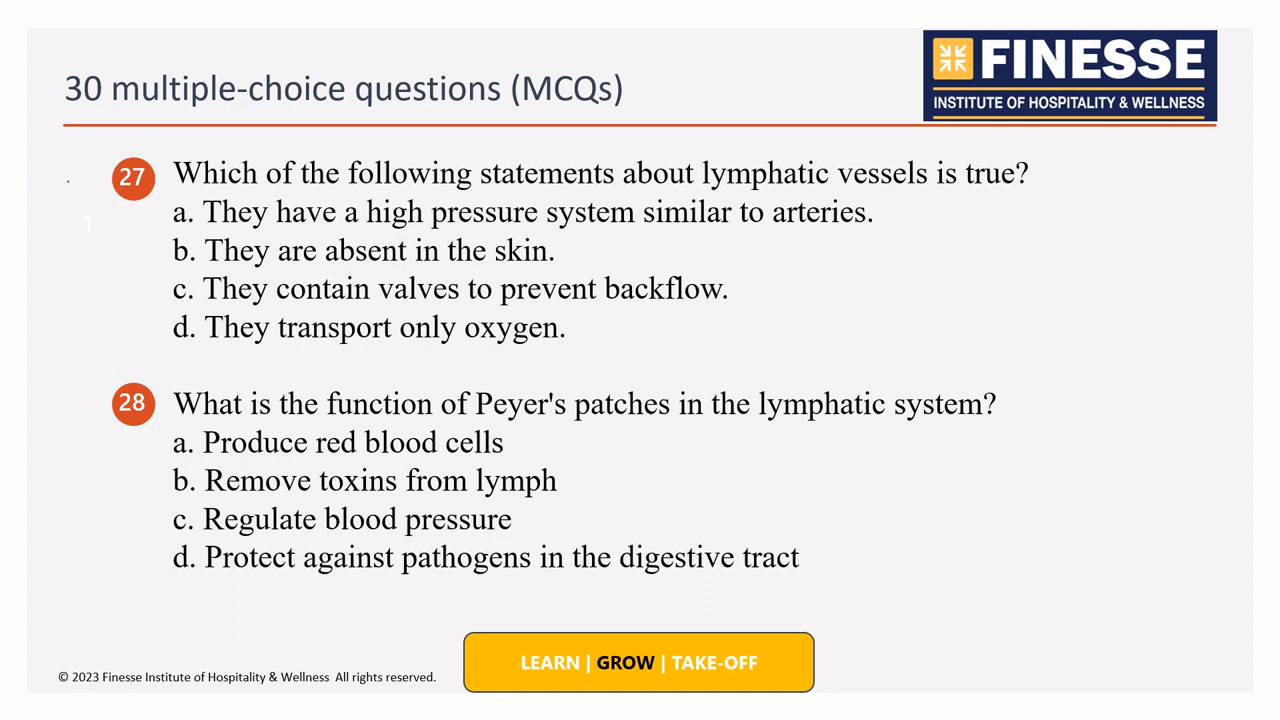 30 multiple-choice questions (MCQs)
FINESSE
INSTITUTE OF HOSPITALITY & WELLNESS
27 Which of the following statements about lymphatic vessels is true?
a. They have a high pressure system similar to arteries.
1
b. They are absent in the skin.
c. They contain valves to prevent backflow.
d. They transport only oxygen.
28 What is the function of Peyer's patches in the lymphatic system?
a. Produce red blood cells
b. Remove toxins from lymph
c. Regulate blood pressure
d. Protect against pathogens in the digestive tract
LEARN | GROW | TAKE-OFF
© 2023 Finesse Institute of Hospitality & Wellness All rights reserved.